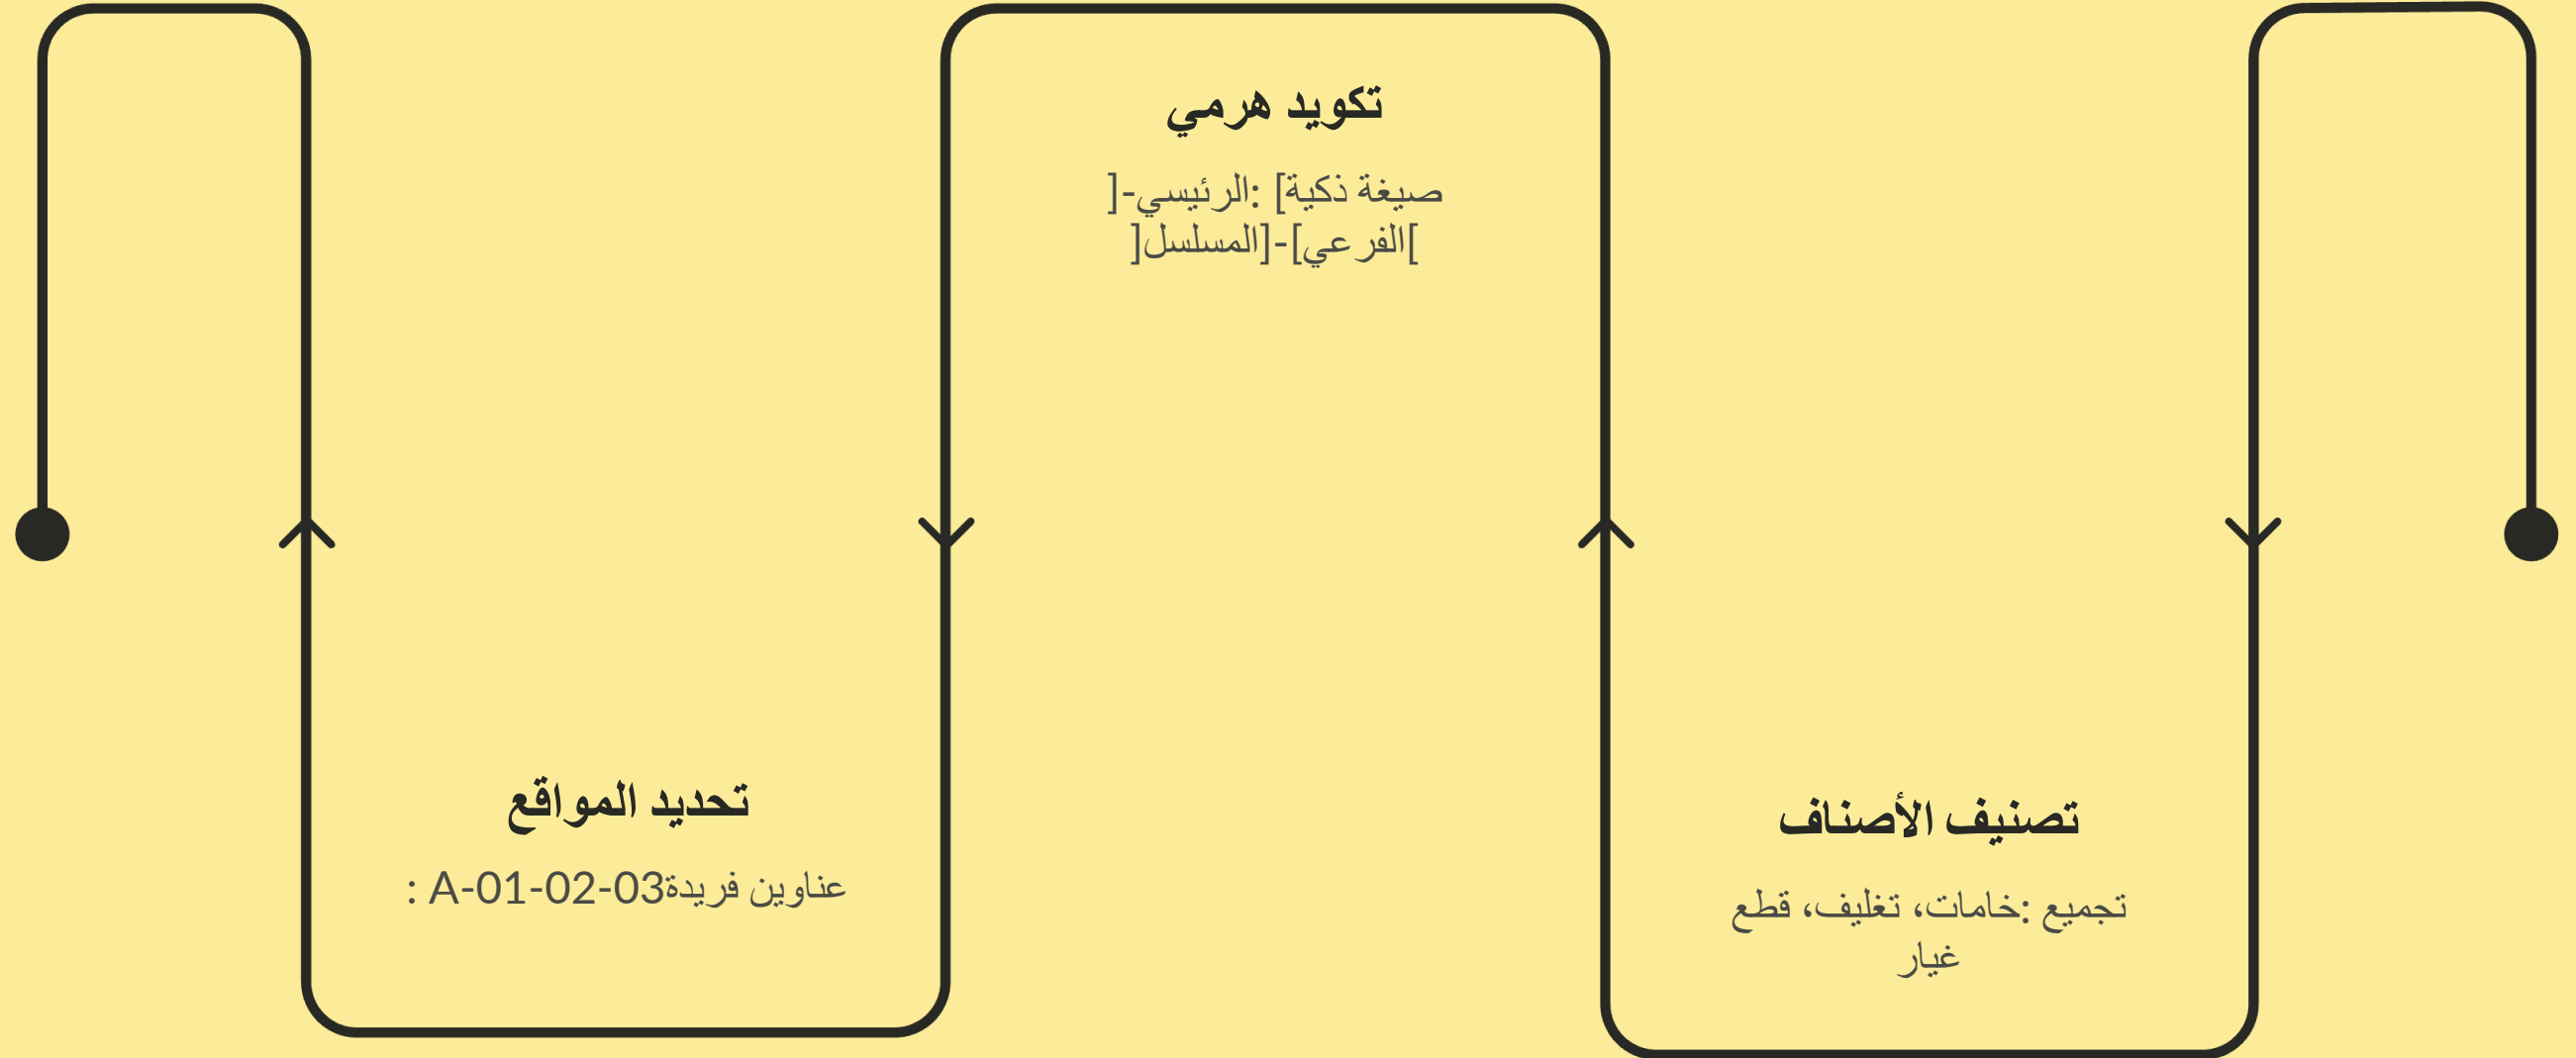 تكويد هرمي
صيغة ذكية] :الرئيسي-[
]الفرعي]-[المسلسل[
تصنيف الأصناف
تجميع :خامات، تغليف، قطع
غيار
تحديد المواقع
عناوين فريدةA-01-02-03 :